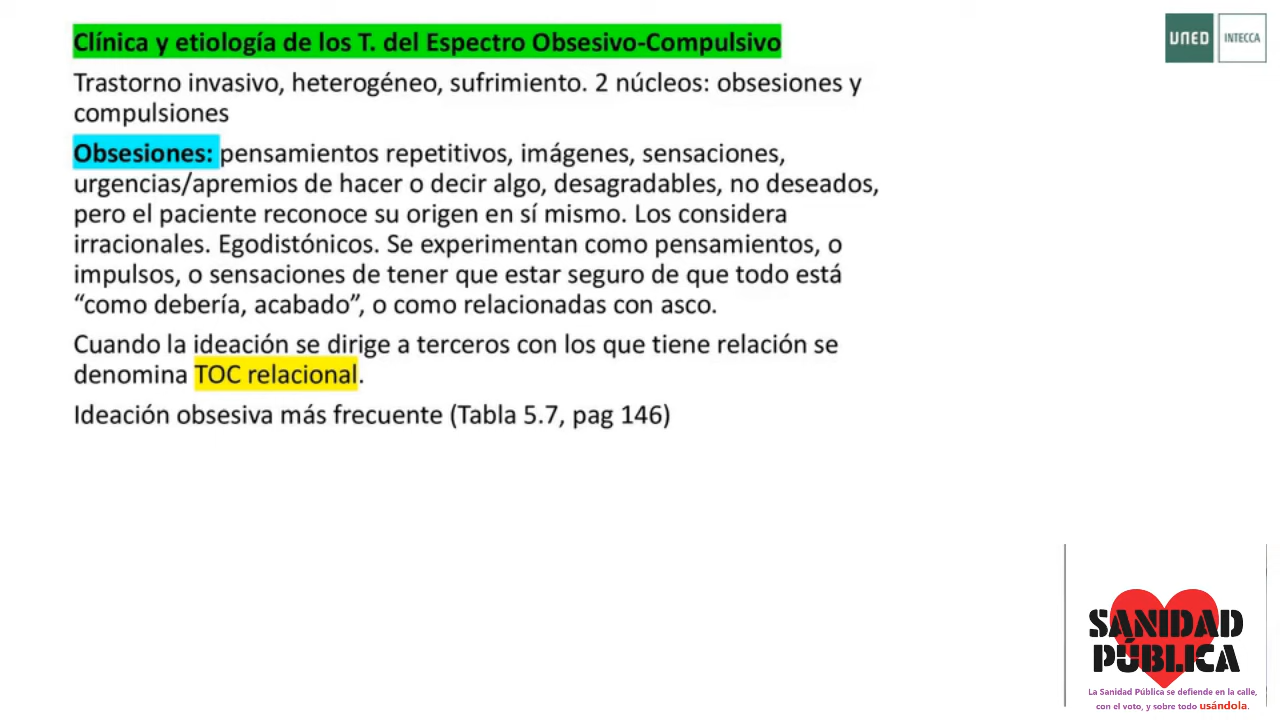 Clínica y etiología de los T. del Espectro Obsesivo-Compulsivo
UNED INTECCA
Trastorno invasivo, heterogéneo, sufrimiento. 2 núcleos: obsesiones y
compulsiones
Obsesiones: pensamientos repetitivos, imágenes, sensaciones,
urgencias/apremios de hacer o decir algo, desagradables, no deseados,
pero el paciente reconoce su origen en sí mismo. Los considera
irracionales. Egodistónicos. Se experimentan como pensamientos, o
impulsos, o sensaciones de tener que estar seguro de que todo está
“como debería, acabado”, o como relacionadas con asco.
Cuando la ideación se dirige a terceros con los que tiene relación se
denomina TOC relacional.
Ideación obsesiva más frecuente (Tabla 5.7, pag 146)
SANIDAD
PÚBLICA
La Sanidad Pública se defiende en la calle,
con el voto, y sobre todo usándola.